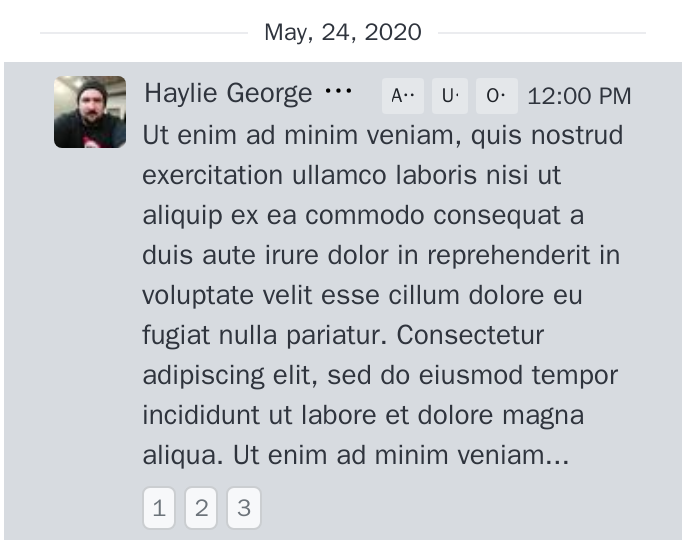 May, 24, 2020
Haylie George ··· A·· U· O· 12:00 PM
Ut enim ad minim veniam, quis nostrud
exercitation ullamco laboris nisi ut
aliquip ex ea commodo consequat a
duis aute irure dolor in reprehenderit in
voluptate velit esse cillum dolore eu
fugiat nulla pariatur. Consectetur
adipiscing elit, sed do eiusmod tempor
incididunt ut labore et dolore magna
aliqua. Ut enim ad minim veniam...
1 2 3